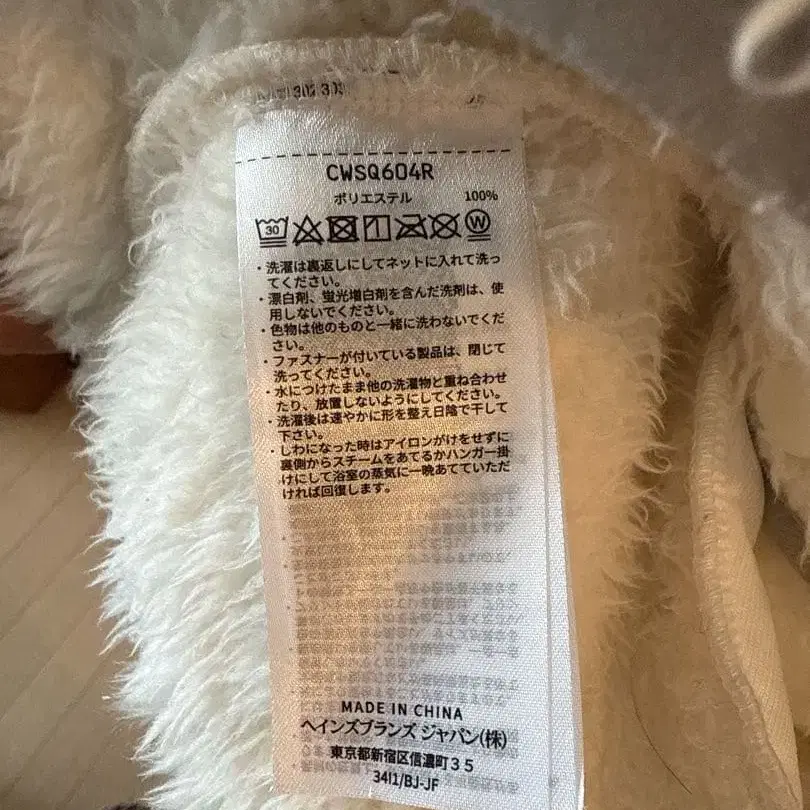 CWSQ604R
ポリエステル 100%
30 W
・洗濯は裏返しにしてネットに入れて洗っ
てください。
・漂白剤、蛍光増白剤を含んだ洗剤は、使
用しないでください。
・色物は他のものと一緒に洗わないでくだ
さい。
・ファスナーが付いている製品は、閉じて
洗ってください。
・水につけたまま他の洗濯物と重ね合わせ
たり、放置しないようにしてください。
・洗濯後は速やかに形を整え日陰で干して
下さい。
・しわになった時はアイロンがけをせずに
裏側からスチームをあてるかハンガー掛
けにして浴室の蒸気に一晩あてていただ
ければ回復します。
MADE IN CHINA
ヘインズブランズ ジャパン(株)
東京都新宿区信濃町35
34I1/BJ-JF